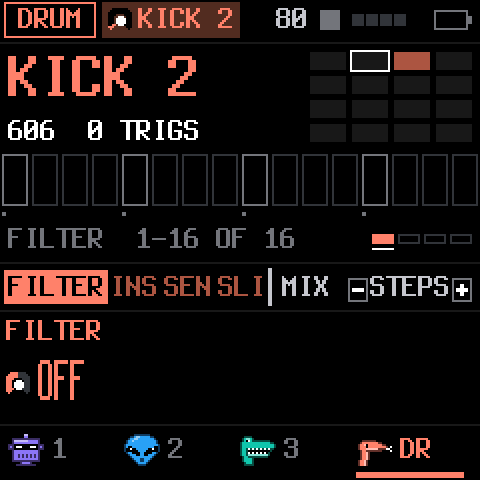 DRUM KICK 2 80
KICK 2
606 0 TRIGS
FILTER 1-16 OF 16
FILTER INS SEN SLI MIX -STEPS+
FILTER
OFF
1 2 3 DR